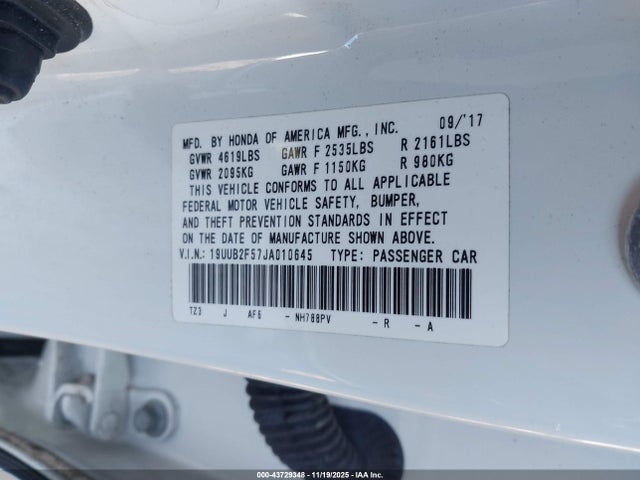 MFD. BY HONDA OF AMERICA MFG., INC. 09/'17
GVWR 4619LBS GAWR F 2535LBS R 2161LBS
GVWR 2095KG GAWR F 1150KG R 980KG
THIS VEHICLE CONFORMS TO ALL APPLICABLE
FEDERAL MOTOR VEHICLE SAFETY, BUMPER,
AND THEFT PREVENTION STANDARDS IN EFFECT
ON THE DATE OF MANUFACTURE SHOWN ABOVE.
V.I.N.: 19UUB2F57JA010645 TYPE: PASSENGER CAR
TZ3 J AF6 - NH788PV - R - A
000-43729348 - 11/19/2025 - IAA Inc.